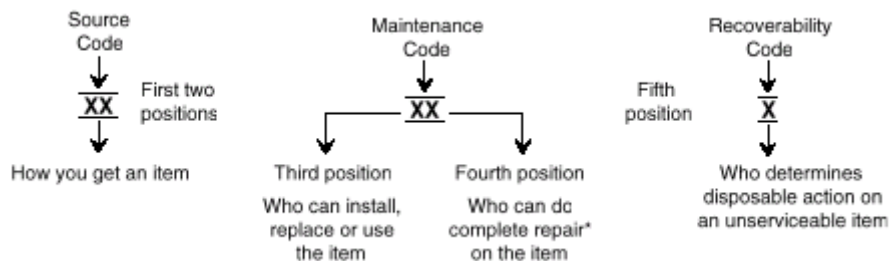 Source
Code
XX
First two
positions
How you get an item
Maintenance
Code
XX
Third position
Who can install,
replace or use
the item
Fourth position
Who can do
complete repair*
on the item
Recoverability
Code
Fifth
position
X
Who determines
disposable action on
an unserviceable item